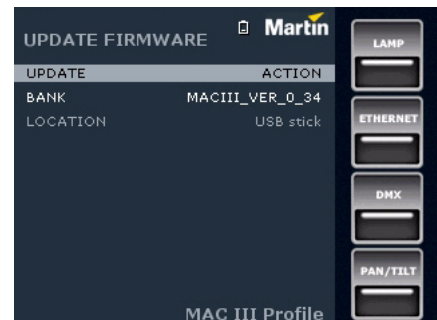 UPDATE FIRMWARE Martin
UPDATE ACTION
BANK MACIII_VER_0_34
LOCATION USB stick
MAC III Profile
LAMP
ETHERNET
DMX
PAN/TILT